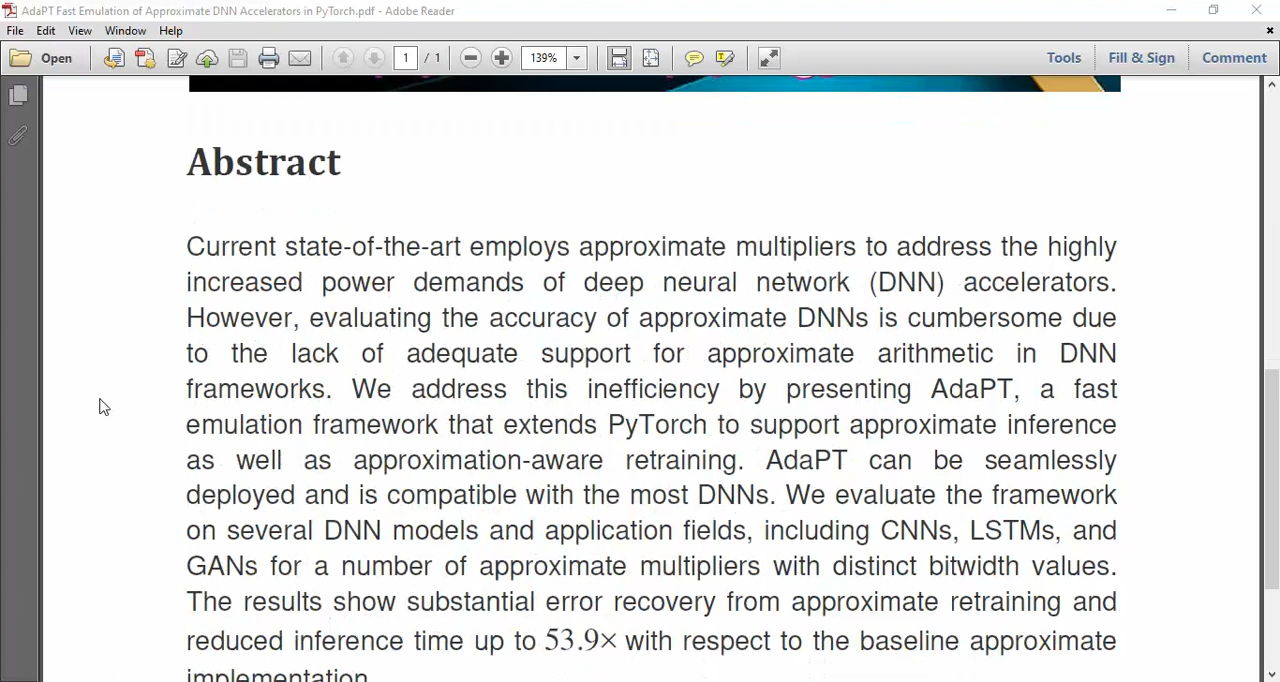 AdaPT Fast Emulation of Approximate DNN Accelerators in PyTorch.pdf - Adobe Reader
File Edit View Window Help
Open 1 / 1 139% Tools Fill & Sign Comment
Abstract
Current state-of-the-art employs approximate multipliers to address the highly
increased power demands of deep neural network (DNN) accelerators.
However, evaluating the accuracy of approximate DNNs is cumbersome due
to the lack of adequate support for approximate arithmetic in DNN
frameworks. We address this inefficiency by presenting AdaPT, a fast
emulation framework that extends PyTorch to support approximate inference
as well as approximation-aware retraining. AdaPT can be seamlessly
deployed and is compatible with the most DNNs. We evaluate the framework
on several DNN models and application fields, including CNNs, LSTMs, and
GANs for a number of approximate multipliers with distinct bitwidth values.
The results show substantial error recovery from approximate retraining and
reduced inference time up to 53.9× with respect to the baseline approximate
implementation.